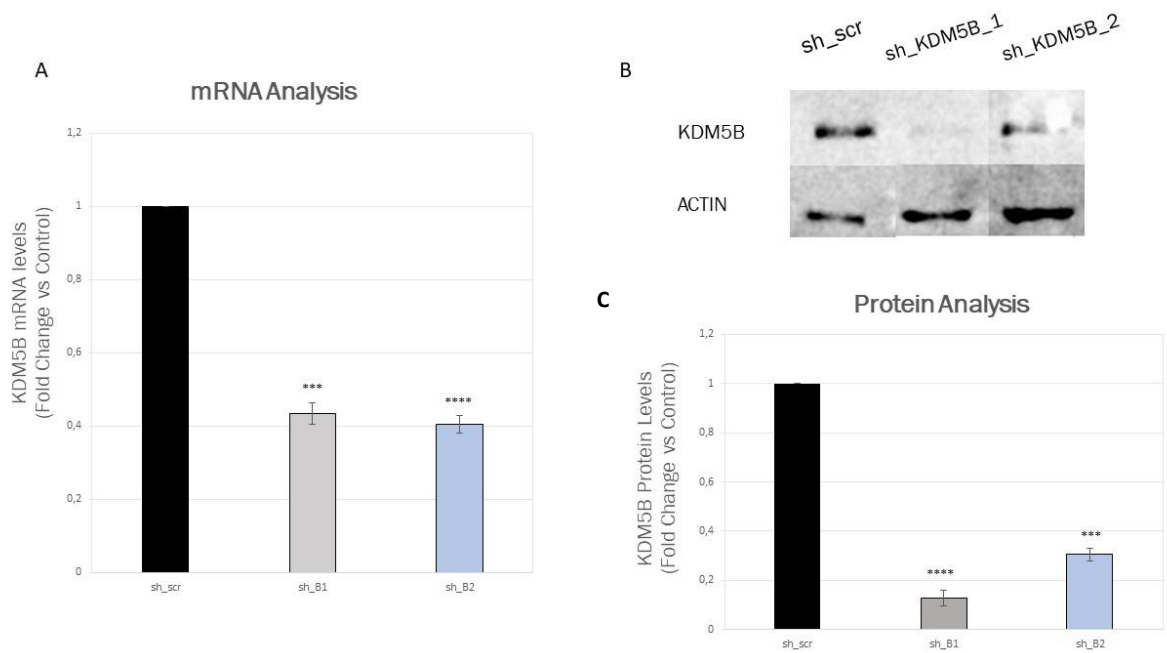 A
mRNA Analysis
KDM5B mRNA levels
(Fold Change vs Control)
1,2
1
0,8
0,6
0,4
0,2
0
***
****
sh_scr
sh_B1
sh_B2
B
sh_scr
sh_KDM5B_1
sh_KDM5B_2
KDM5B
ACTIN
C
Protein Analysis
KDM5B Protein Levels
(Fold Change vs Control)
1,2
1
0,8
0,6
0,4
0,2
0
****
***
sh_scr
sh_B1
sh_B2